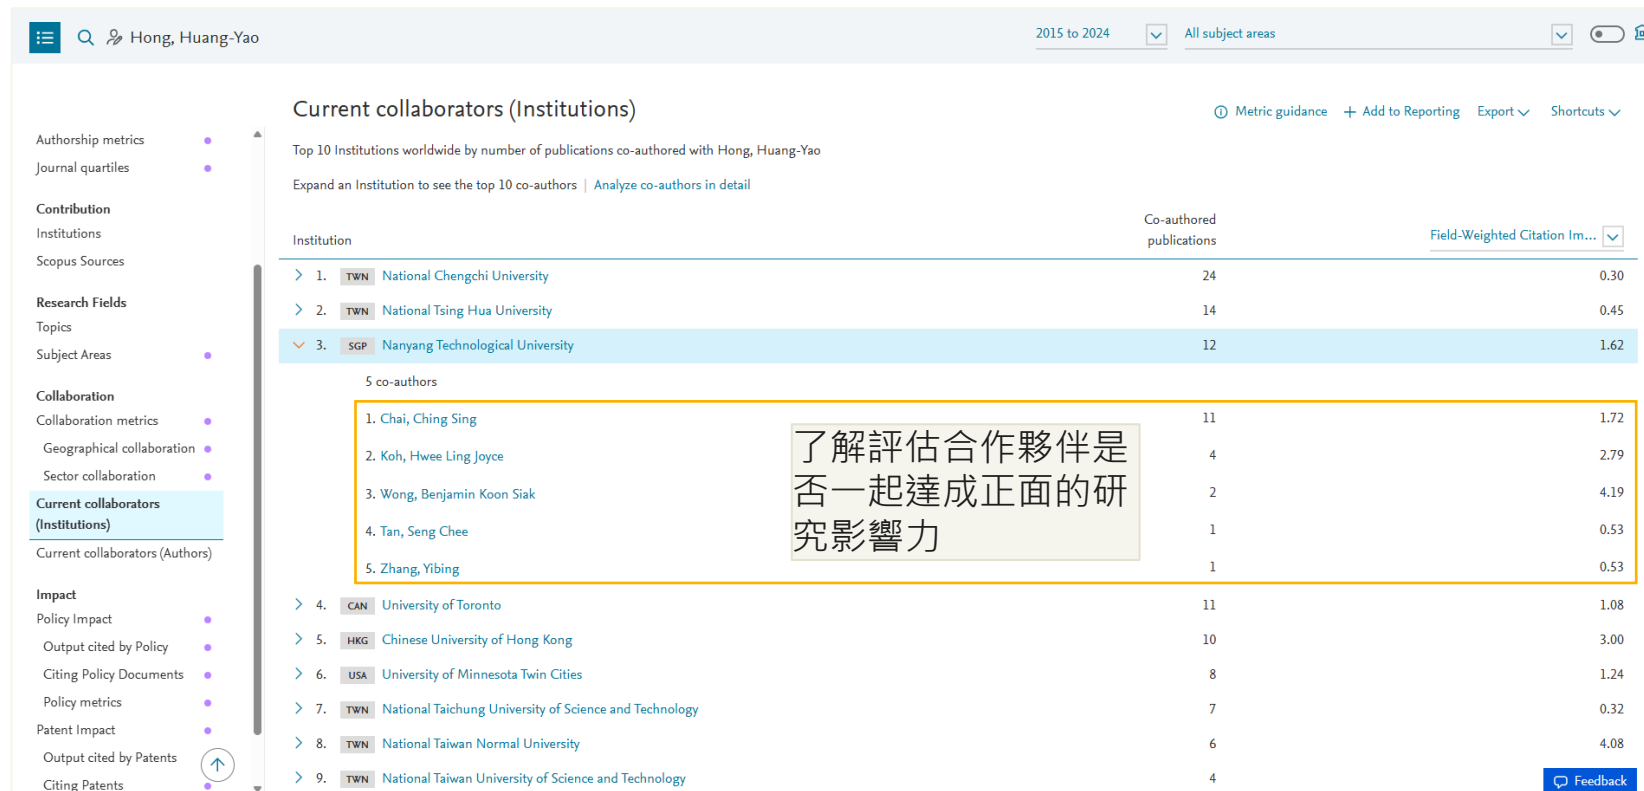 Hong, Huang-Yao
2015 to 2024
All subject areas
Authorship metrics
Journal quartiles
Contribution
Institutions
Scopus Sources
Research Fields
Topics
Subject Areas
Collaboration
Collaboration metrics
Geographical collaboration
Sector collaboration
Current collaborators
(Institutions)
Current collaborators (Authors)
Impact
Policy Impact
Output cited by Policy
Citing Policy Documents
Policy metrics
Patent Impact
Output cited by Patents
Citing Patents
Current collaborators (Institutions)
Metric guidance + Add to Reporting Export Shortcuts
Top 10 Institutions worldwide by number of publications co-authored with Hong, Huang-Yao
Expand an Institution to see the top 10 co-authors | Analyze co-authors in detail
Institution
Co-authored
publications
Field-Weighted Citation Im...
1. TWN National Chengchi University 24 0.30
2. TWN National Tsing Hua University 14 0.45
3. SGP Nanyang Technological University 12 1.62
5 co-authors
1. Chai, Ching Sing 11 1.72
2. Koh, Hwee Ling Joyce 4 2.79
3. Wong, Benjamin Koon Siak 2 4.19
4. Tan, Seng Chee 1 0.53
5. Zhang, Yibing 1 0.53
了解評估合作夥伴是
否一起達成正面的研
究影響力
4. CAN University of Toronto 11 1.08
5. HKG Chinese University of Hong Kong 10 3.00
6. USA University of Minnesota Twin Cities 8 1.24
7. TWN National Taichung University of Science and Technology 7 0.32
8. TWN National Taiwan Normal University 6 4.08
9. TWN National Taiwan University of Science and Technology 4
Feedback